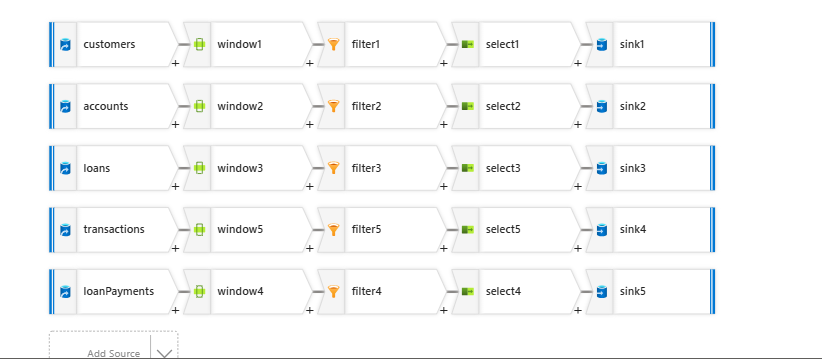 customers window1 filter1 select1 sink1
+ + + +
accounts window2 filter2 select2 sink2
+ + + +
loans window3 filter3 select3 sink3
+ + + +
transactions window5 filter5 select5 sink4
+ + + +
loanPayments window4 filter4 select4 sink5
+ + + +
Add Source